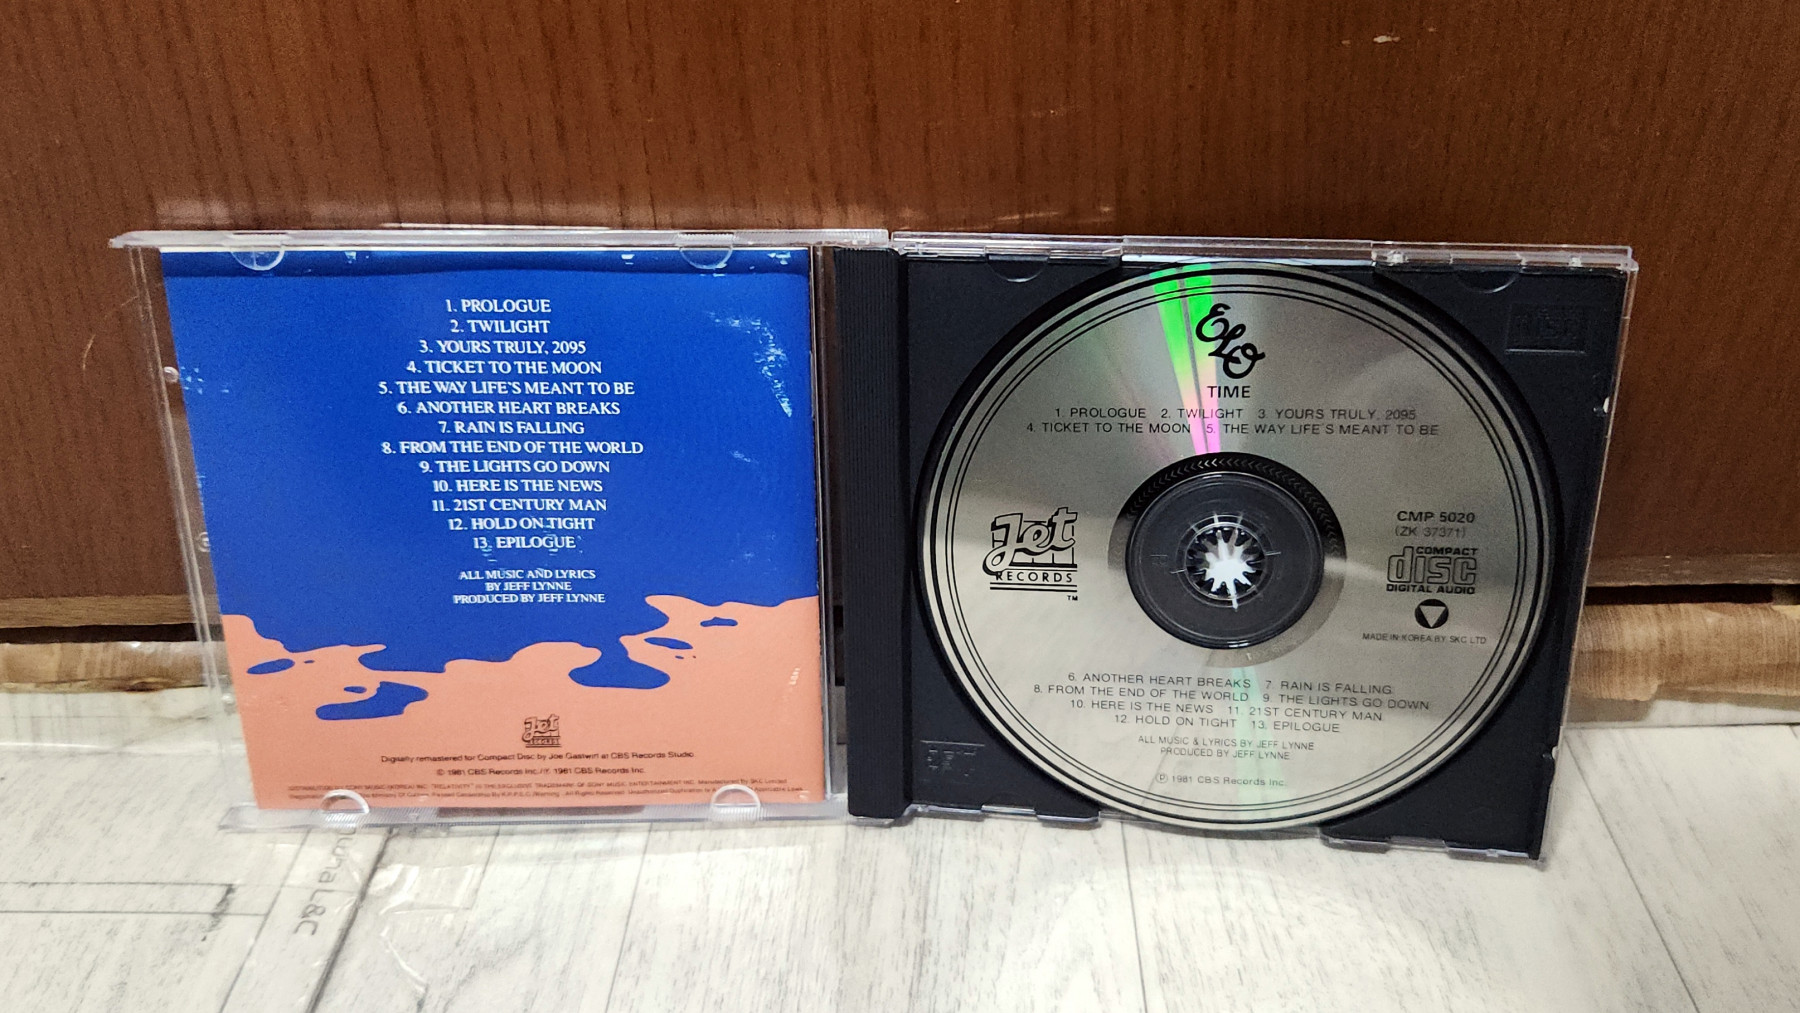 1. PROLOGUE
2. TWILIGHT
3. YOURS TRULY, 2095
4. TICKET TO THE MOON
5. THE WAY LIFE'S MEANT TO BE
6. ANOTHER HEART BREAKS
7. RAIN IS FALLING
8. FROM THE END OF THE WORLD
9. THE LIGHTS GO DOWN
10. HERE IS THE NEWS
11. 21ST CENTURY MAN
12. HOLD ON TIGHT
13. EPILOGUE
ALL MUSIC AND LYRICS
BY JEFF LYNNE
PRODUCED BY JEFF LYNNE
Jet
RECORDS
Digitally remastered for Compact Disc by Joe Gastwirt at CBS Records Studio
© 1981 CBS Records Inc./℗ 1981 CBS Records Inc.
ELO
TIME
1. PROLOGUE 2. TWILIGHT 3. YOURS TRULY, 2095
4. TICKET TO THE MOON 5. THE WAY LIFE'S MEANT TO BE
Jet
RECORDS
TM
CMP 5020
(ZK 37371)
COMPACT
disc
DIGITAL AUDIO
MADE IN KOREA BY SKC LTD
6. ANOTHER HEART BREAKS 7. RAIN IS FALLING
8. FROM THE END OF THE WORLD 9. THE LIGHTS GO DOWN
10. HERE IS THE NEWS 11. 21ST CENTURY MAN
12. HOLD ON TIGHT 13. EPILOGUE
ALL MUSIC & LYRICS BY JEFF LYNNE
PRODUCED BY JEFF LYNNE
℗ 1981 CBS Records Inc.
L&C